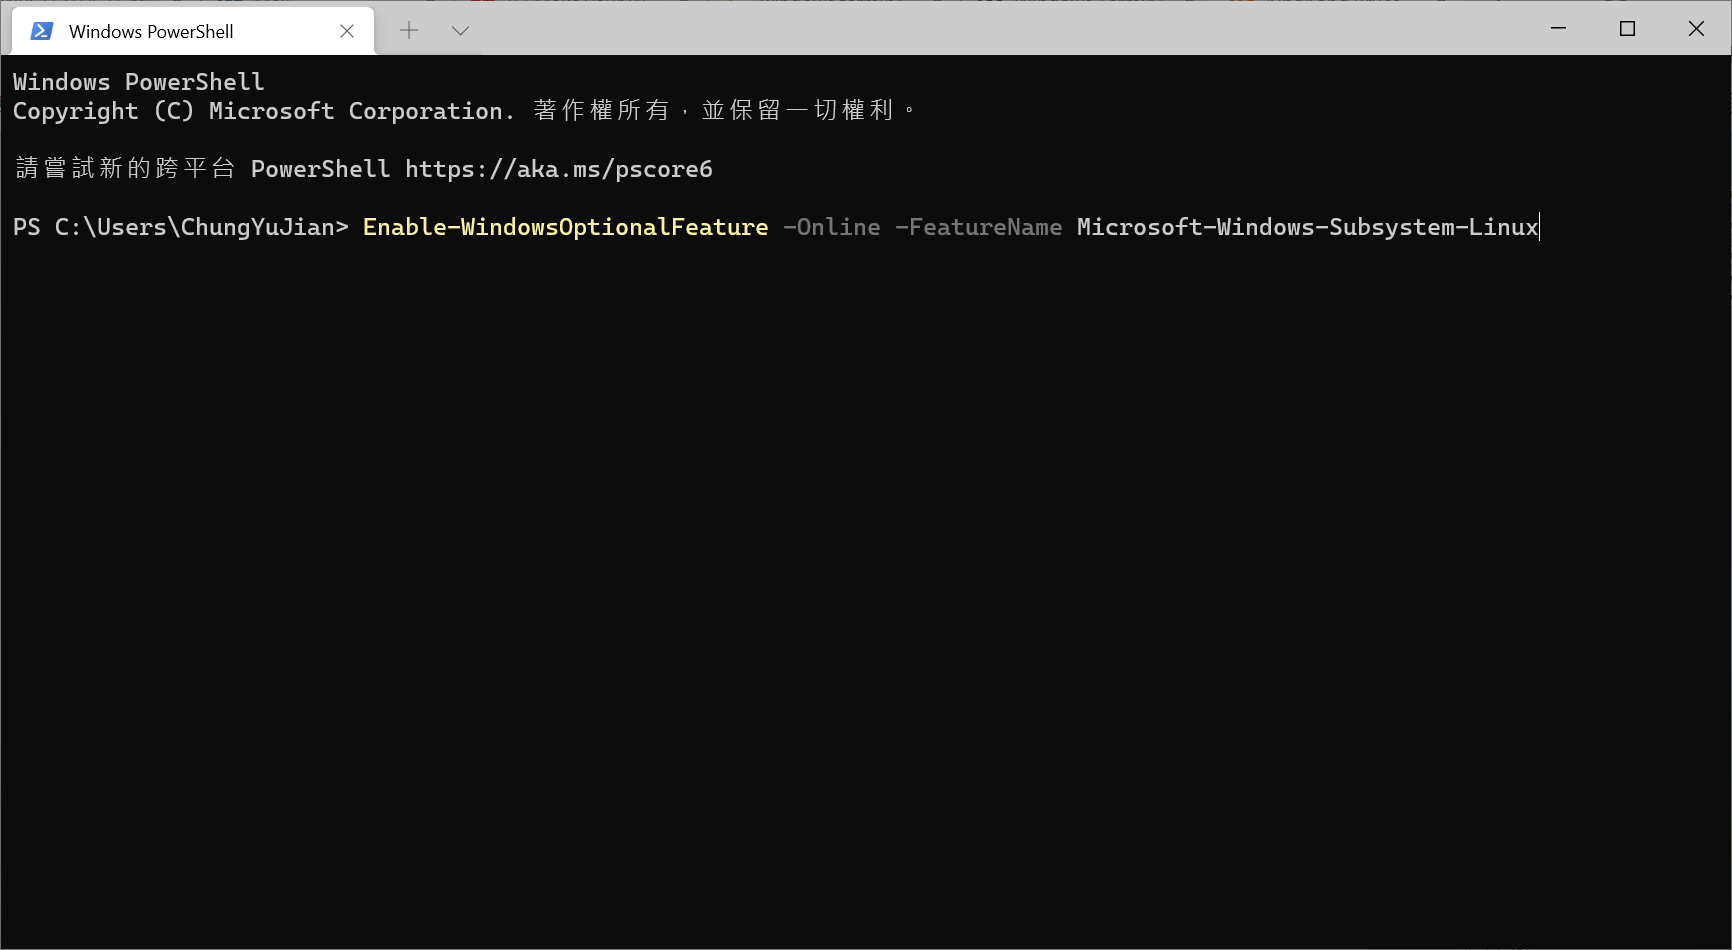 Windows PowerShell
Windows PowerShell
Copyright (C) Microsoft Corporation. 著作權所有，並保留一切權利。
請嘗試新的跨平台 PowerShell https://aka.ms/pscore6
PS C:\Users\ChungYuJian> Enable-WindowsOptionalFeature -Online -FeatureName Microsoft-Windows-Subsystem-Linux